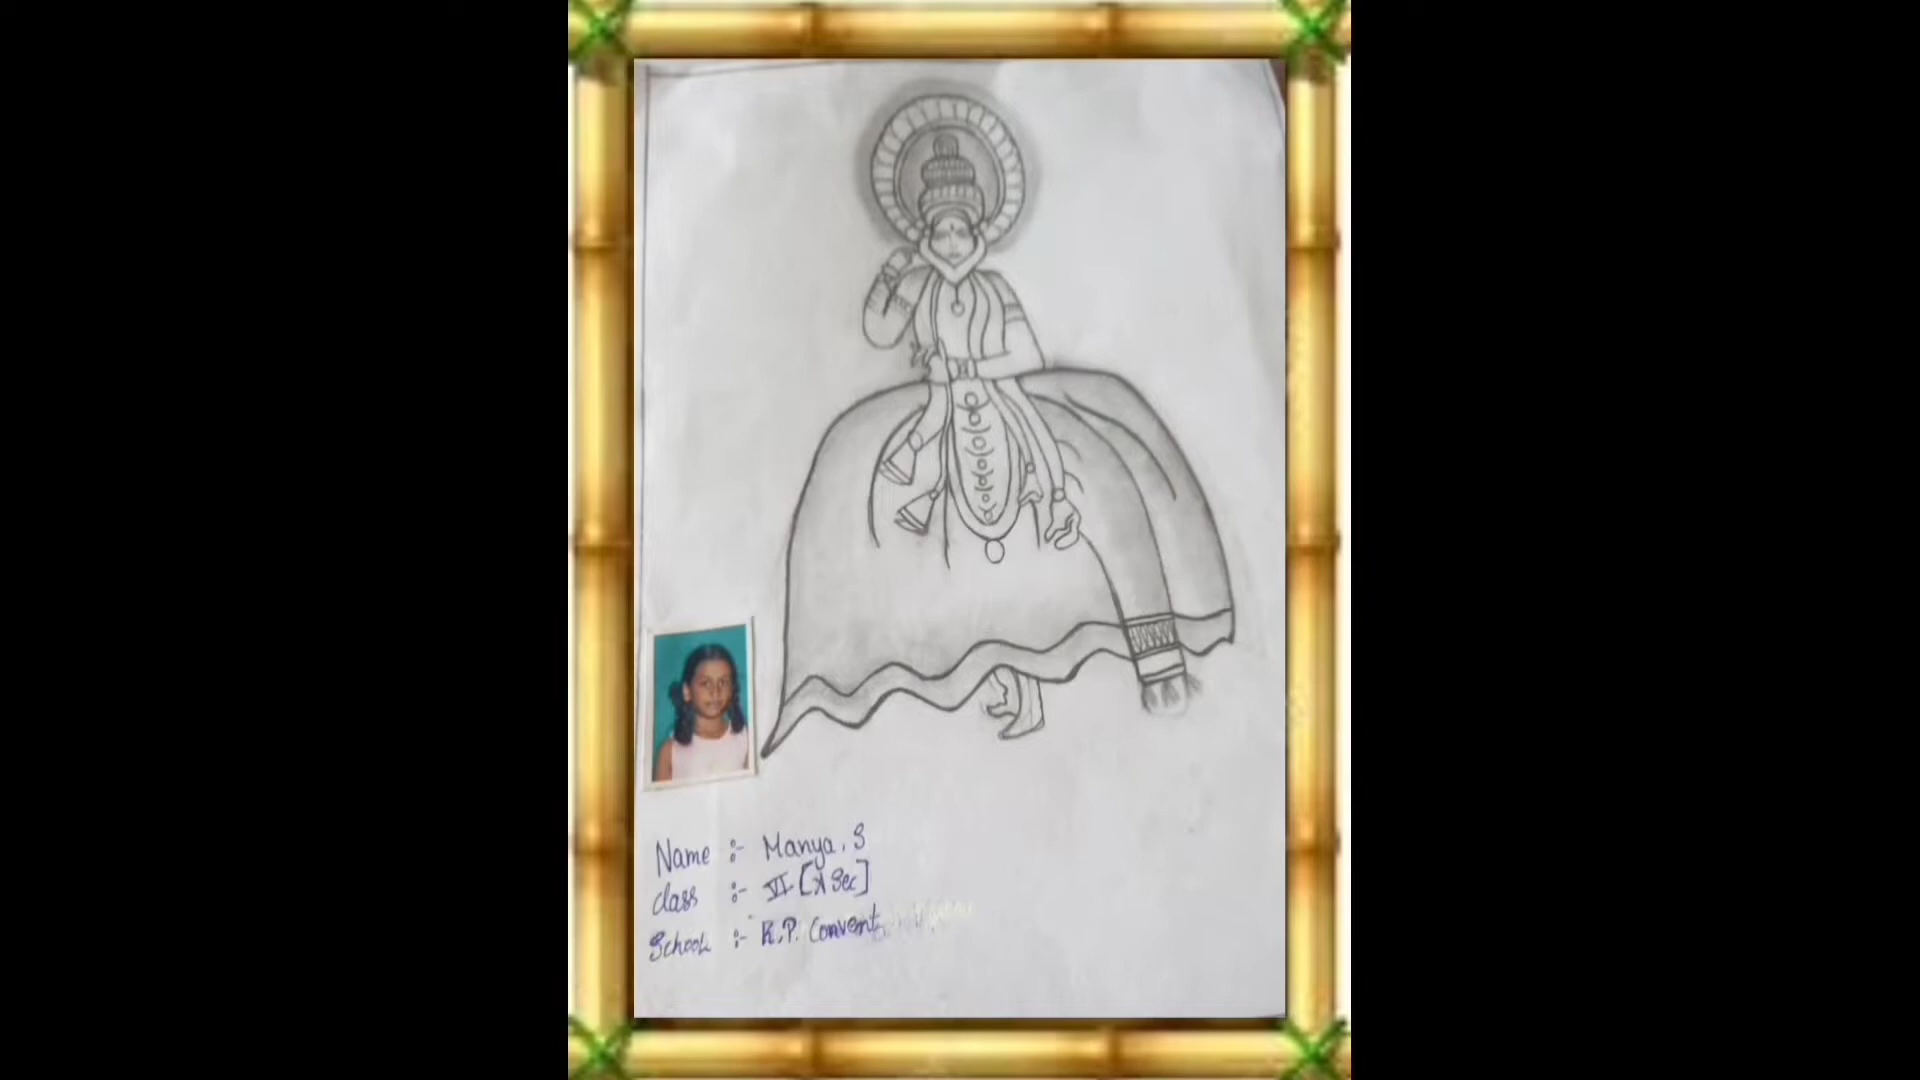 Name :- Manya. S
class :- VI [K Sec]
School :- R.P. Convent